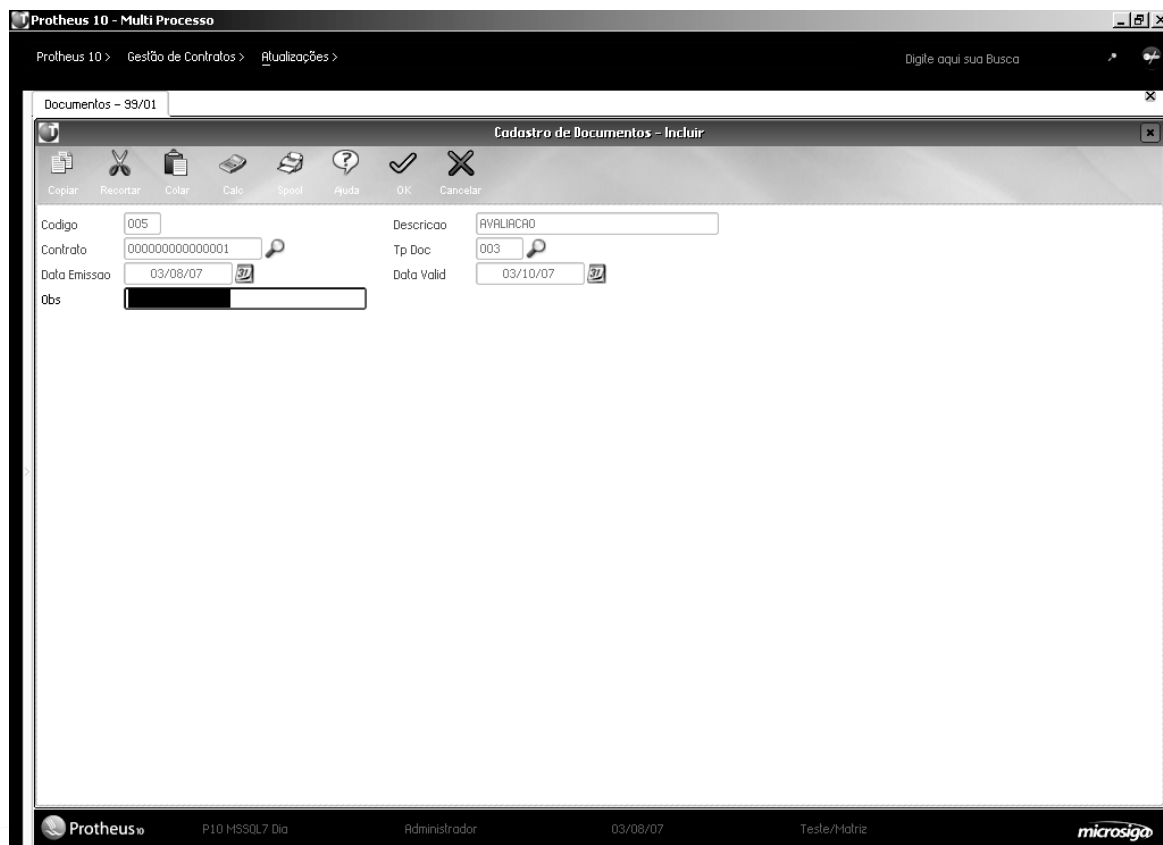 Protheus 10 - Multi Processo
Protheus 10 > Gestão de Contratos > Atualizações > Digite aqui sua Busca
Documentos - 99/01
Cadastro de Documentos - Incluir
Copiar Recortar Colar Calc Spool Ajuda OK Cancelar
Codigo 005 Descricao AVALIACAO
Contrato 000000000000001 Tp Doc 003
Data Emissao 03/08/07 31 Data Valid 03/10/07 31
Obs
Protheus10 P10 MSSQL7 Dia Administrador 03/08/07 Teste/Matriz microsiga